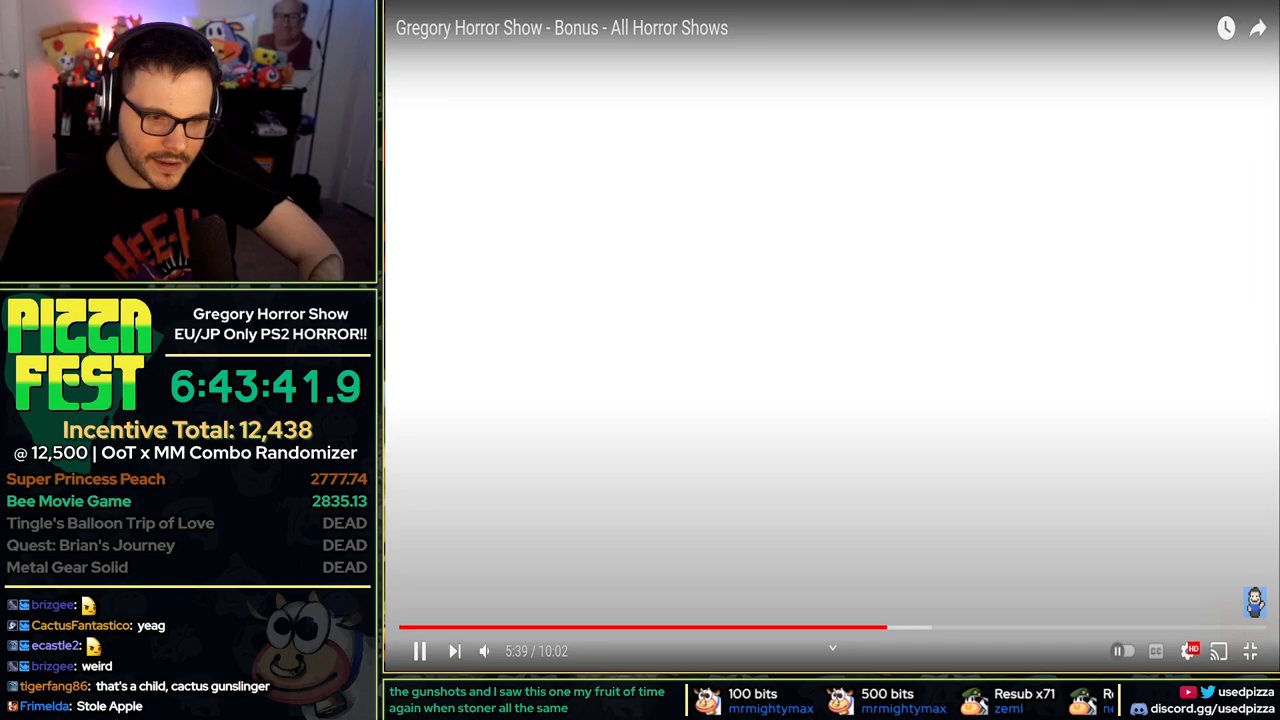 Gregory Horror Show - Bonus - All Horror Shows
HEE-H
PIZZA
FEST
Gregory Horror Show
EU/JP Only PS2 HORROR!!
6:43:41.9
Incentive Total: 12,438
@ 12,500 | OoT x MM Combo Randomizer
Super Princess Peach 2777.74
Bee Movie Game 2835.13
Tingle's Balloon Trip of Love DEAD
Quest: Brian's Journey DEAD
Metal Gear Solid DEAD
brizgee:
CactusFantastico: yeag
ecastle2:
brizgee: weird
tigerfang86: that's a child, cactus gunslinger
Frimelda: Stole Apple
5:39 / 10:02
CC
HD
the gunshots and I saw this one my fruit of time
again when stoner all the same
100 bits
mrmightymax
500 bits
mrmightymax
Resub x71
zeml
usedpizza
discord.gg/usedpizza